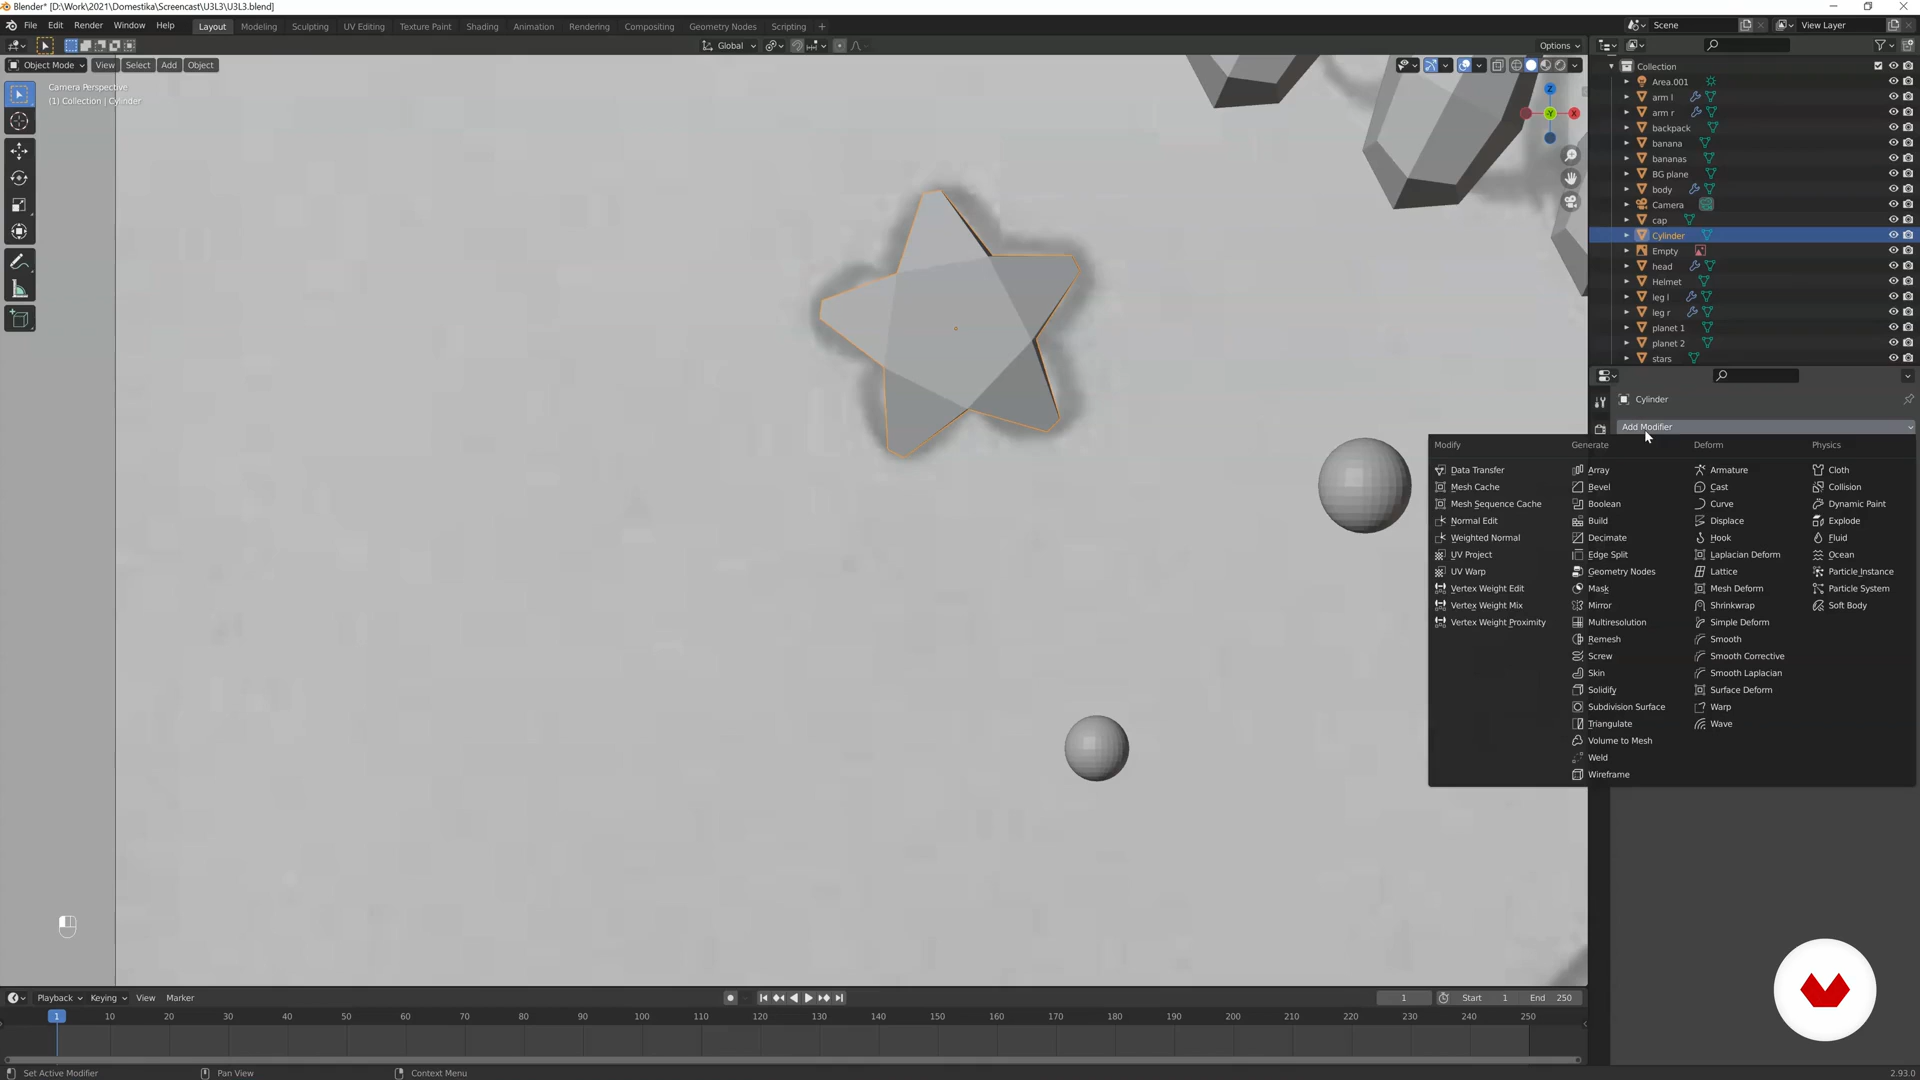 Blender* [D:\Work\2021\Domestika\Screencast\U3L3\U3L3.blend]
File Edit Render Window Help
Layout Modeling Sculpting UV Editing Texture Paint Shading Animation Rendering Compositing Geometry Nodes Scripting +
Scene
View Layer
Global
Options
Object Mode View Select Add Object
Camera Perspective
(1) Collection | Cylinder
Z
X
Y
Collection
Area.001
arm l
arm r
backpack
banana
bananas
BG plane
body
Camera
cap
Cylinder
Empty
head
Helmet
leg l
leg r
planet 1
planet 2
stars
Cylinder
Add Modifier
Modify
Data Transfer
Mesh Cache
Mesh Sequence Cache
Normal Edit
Weighted Normal
UV Project
UV Warp
Vertex Weight Edit
Vertex Weight Mix
Vertex Weight Proximity
Generate
Array
Bevel
Boolean
Build
Decimate
Edge Split
Geometry Nodes
Mask
Mirror
Multiresolution
Remesh
Screw
Skin
Solidify
Subdivision Surface
Triangulate
Volume to Mesh
Weld
Wireframe
Deform
Armature
Cast
Curve
Displace
Hook
Laplacian Deform
Lattice
Mesh Deform
Shrinkwrap
Simple Deform
Smooth
Smooth Corrective
Smooth Laplacian
Surface Deform
Warp
Wave
Physics
Cloth
Collision
Dynamic Paint
Explode
Fluid
Ocean
Particle Instance
Particle System
Soft Body
Playback Keying View Marker
1 Start 1 End 250
1 10 20 30 40 50 60 70 80 90 100 110 120 130 140 150 160 170 180 190 200 210 220 230 240 250
Set Active Modifier Pan View Context Menu
2.93.0